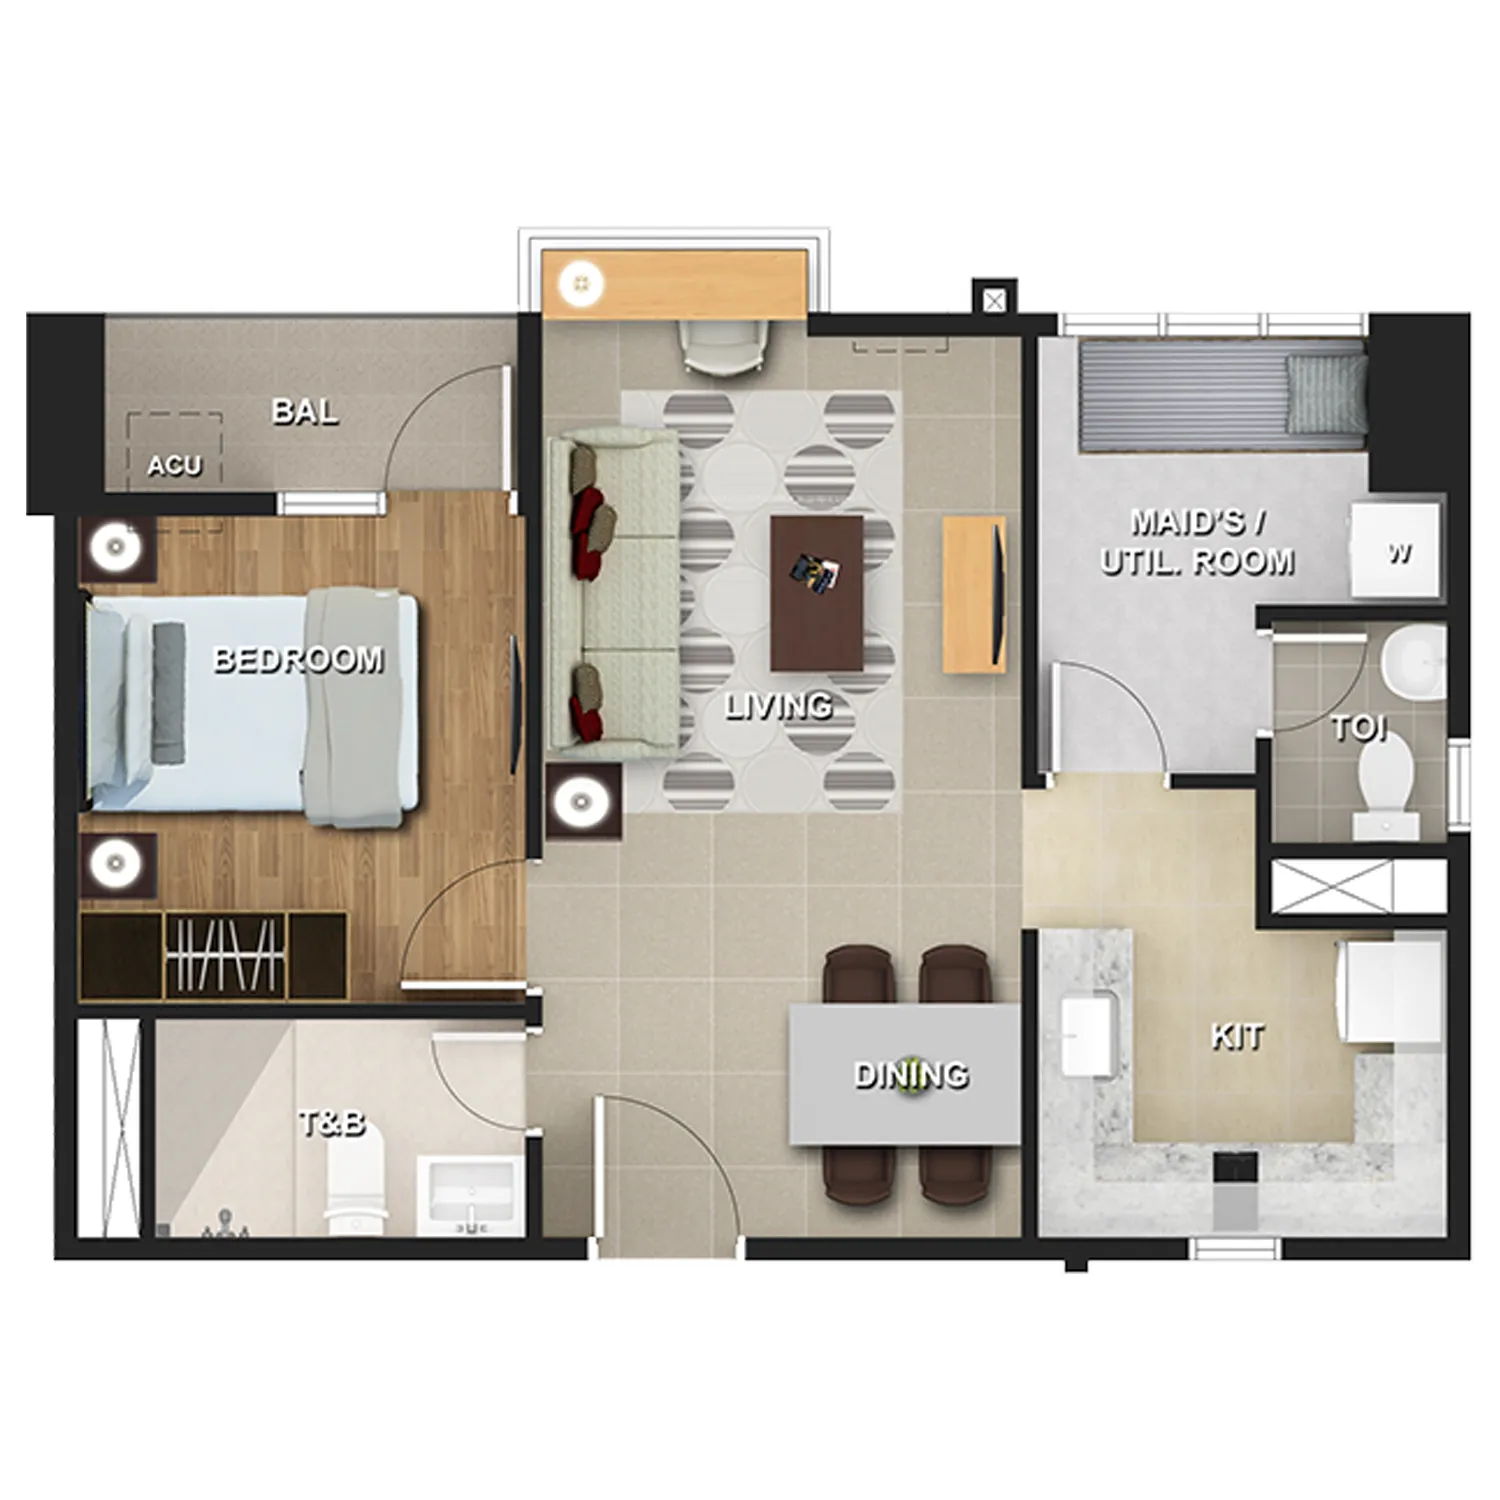 BAL
ACU
MAID'S /
UTIL. ROOM
W
BEDROOM
LIVING
TOI
KIT
DINING
T&B